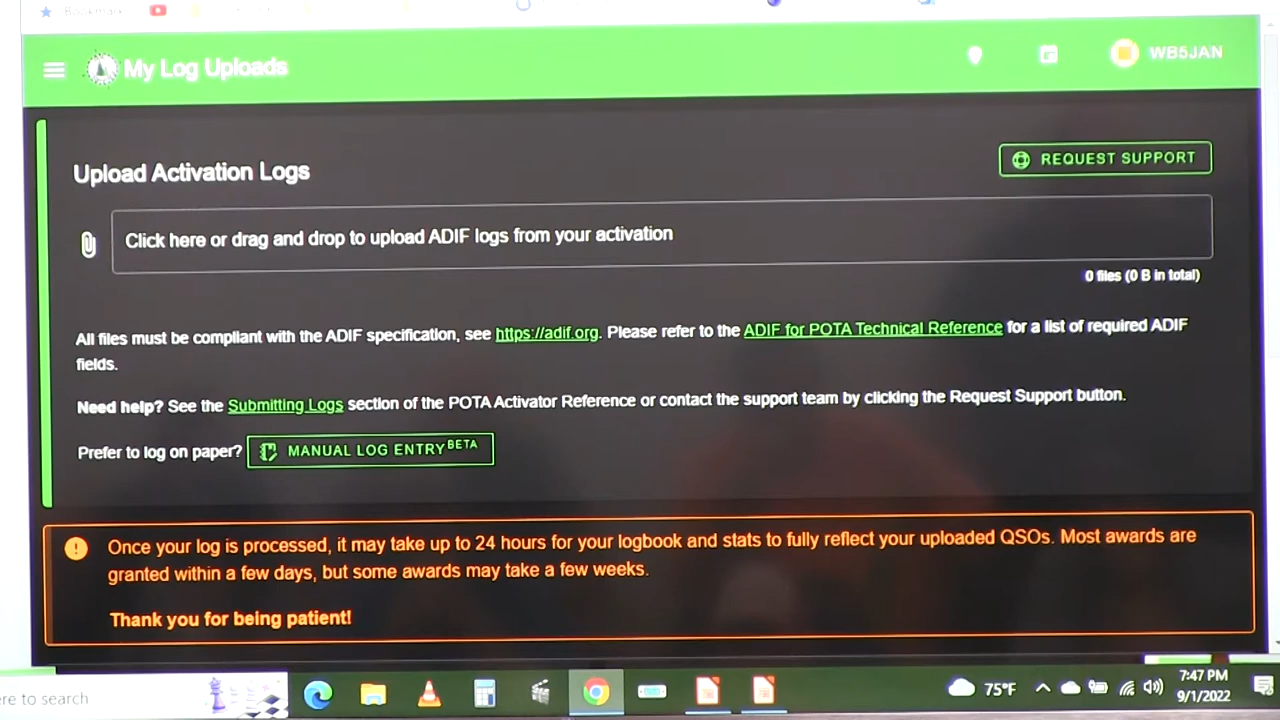 My Log Uploads
WB5JAN
Upload Activation Logs
REQUEST SUPPORT
Click here or drag and drop to upload ADIF logs from your activation
0 files (0 B in total)
All files must be compliant with the ADIF specification, see https://adif.org. Please refer to the ADIF for POTA Technical Reference for a list of required ADIF
fields.
Need help? See the Submitting Logs section of the POTA Activator Reference or contact the support team by clicking the Request Support button.
Prefer to log on paper? MANUAL LOG ENTRY BETA
Once your log is processed, it may take up to 24 hours for your logbook and stats to fully reflect your uploaded QSOs. Most awards are
granted within a few days, but some awards may take a few weeks.
Thank you for being patient!
ere to search
75°F
7:47 PM
9/1/2022